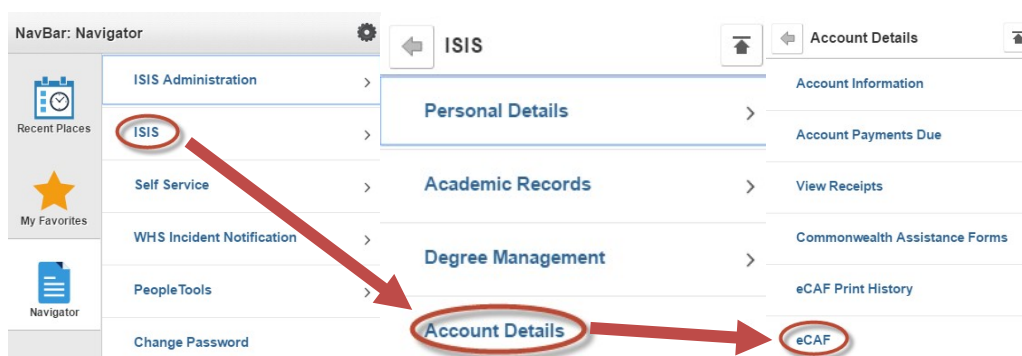 NavBar: Navigator
Recent Places
My Favorites
Navigator
ISIS Administration
ISIS
Self Service
WHS Incident Notification
PeopleTools
Change Password
ISIS
Personal Details
Academic Records
Degree Management
Account Details
Account Details
Account Information
Account Payments Due
View Receipts
Commonwealth Assistance Forms
eCAF Print History
eCAF